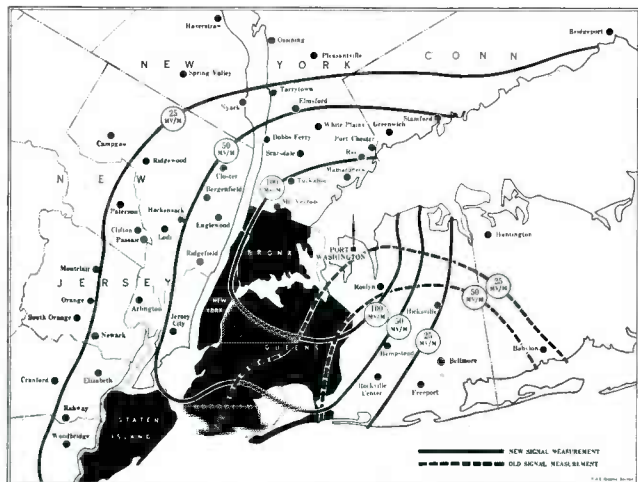 Haverstraw
Ossining
Pleasantville
Bridgeport
NEW YORK
CONN
Spring Valley
Nyack
Tarrytown
Elmsford
25 MV/M
50 MV/M
Stamford
White Plains
Greenwich
Dobbs Ferry
Port Chester
Campgaw
Scarsdale
Rye
Ridgewood
Closter
Mamaroneck
NEW
100 MV/M
Tuckahoe
Bergenfield
Mt. Vernon
Paterson
Hackensack
Englewood
Clifton
Passaic
Lodi
Huntington
BRONX
PORT WASHINGTON
Ridgefield
Montclair
Roslyn
JERSEY
50 MV/M
25 MV/M
Orange
Arlington
NEW YORK
Hicksville
South Orange
Jersey City
100 MV/M
50 MV/M
Newark
QUEENS
25 MV/M
Hempstead
Babylon
Bellmore
Cranford
Elizabeth
Rockville Center
Freeport
Rahway
BROOKLYN
STATEN ISLAND
Woodbridge
NEW SIGNAL MEASUREMENT
OLD SIGNAL MEASUREMENT